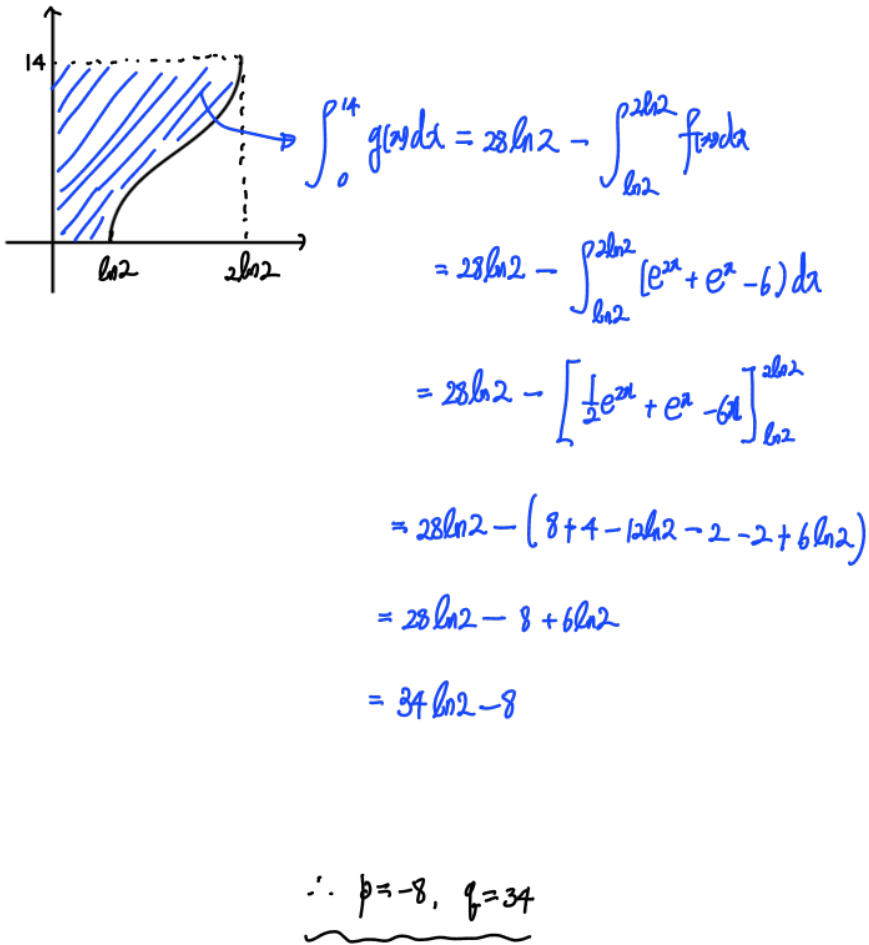 14
∫₀¹⁴ g(x)dx = 28ln2 − ∫_{ln2}^{2ln2} f(x)dx
ln2 2ln2
= 28ln2 − ∫_{ln2}^{2ln2} (e^{2x} + e^x − 6) dx
= 28ln2 − [½e^{2x} + e^x − 6x]_{ln2}^{2ln2}
= 28ln2 − (8+4−12ln2−2−2+6ln2)
= 28ln2 − 8 + 6ln2
= 34ln2−8
∴ p=−8, q=34